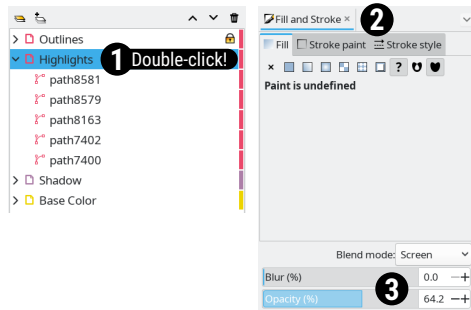 Outlines
Highlights
1 Double-click!
path8581
path8579
path8163
path7402
path7400
Shadow
Base Color
Fill and Stroke ×
2
Fill
Stroke paint
Stroke style
?
Paint is undefined
Blend mode: Screen
Blur (%) 0.0 −+
3
Opacity (%) 64.2 −+